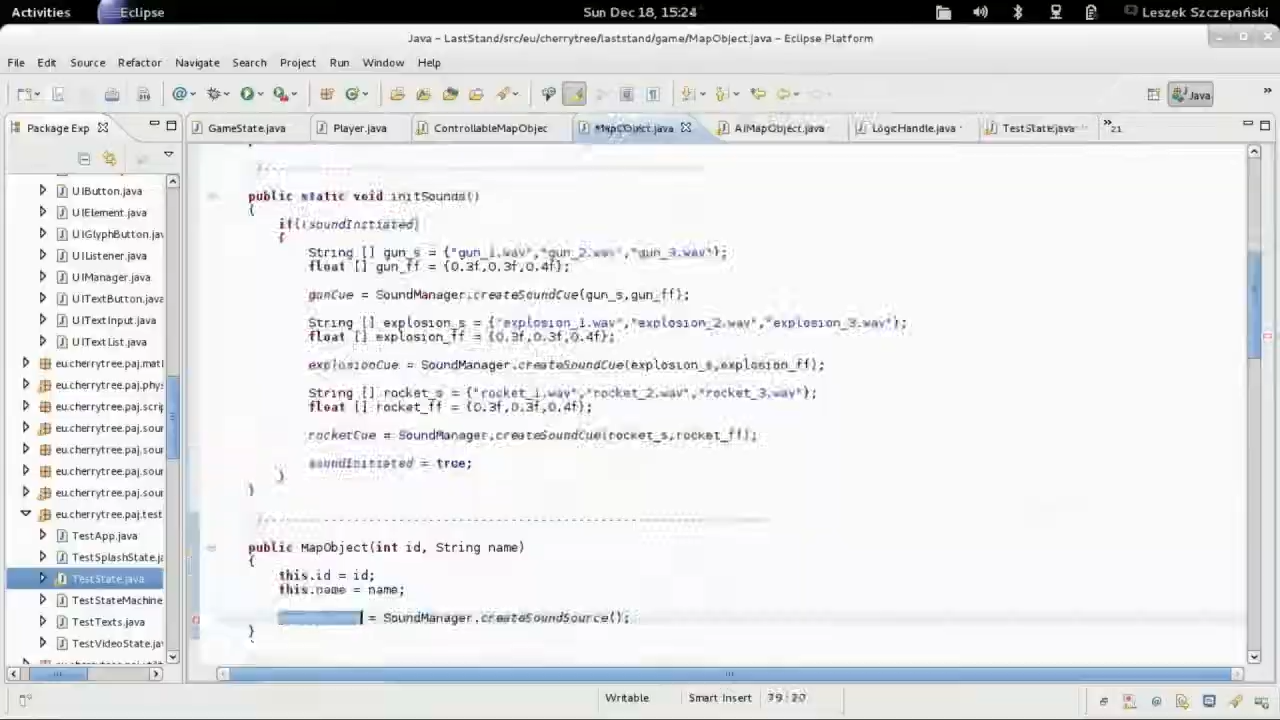 Activities Eclipse Sun Dec 18, 15:24 Leszek Szczepański
Java – LastStand/src/eu/cherrytree/laststand/game/MapObject.java – Eclipse Platform
File Edit Source Refactor Navigate Search Project Run Window Help
Java
Package Exp GameState.java Player.java ControllableMapObjec *MapObject.java AIMapObject.java LogicHandle.java TestState.java 21
UIButton.java
UIElement.java
UIGlyphButton.jav
UIListener.java
UIManager.java
UITextButton.java
UITextInput.java
UITextList.java
eu.cherrytree.paj.mat
eu.cherrytree.paj.phys
eu.cherrytree.paj.scrip
eu.cherrytree.paj.sour
eu.cherrytree.paj.sour
eu.cherrytree.paj.sour
eu.cherrytree.paj.sour
eu.cherrytree.paj.test
TestApp.java
TestSplashState.ja
TestState.java
TestStateMachine
TestTexts.java
TestVideoState.ja
public static void initSounds()
{
if(!soundInitiated)
{
String [] gun_s = {"gun_1.wav","gun_2.wav","gun_3.wav"};
float [] gun_ff = {0.3f,0.3f,0.4f};
gunCue = SoundManager.createSoundCue(gun_s,gun_ff);
String [] explosion_s = {"explosion_1.wav","explosion_2.wav","explosion_3.wav"};
float [] explosion_ff = {0.3f,0.3f,0.4f};
explosionCue = SoundManager.createSoundCue(explosion_s,explosion_ff);
String [] rocket_s = {"rocket_1.wav","rocket_2.wav","rocket_3.wav"};
float [] rocket_ff = {0.3f,0.3f,0.4f};
rocketCue = SoundManager.createSoundCue(rocket_s,rocket_ff);
soundInitiated = true;
}
}
public MapObject(int id, String name)
{
this.id = id;
this.name = name;
= SoundManager.createSoundSource();
}
Writable Smart Insert